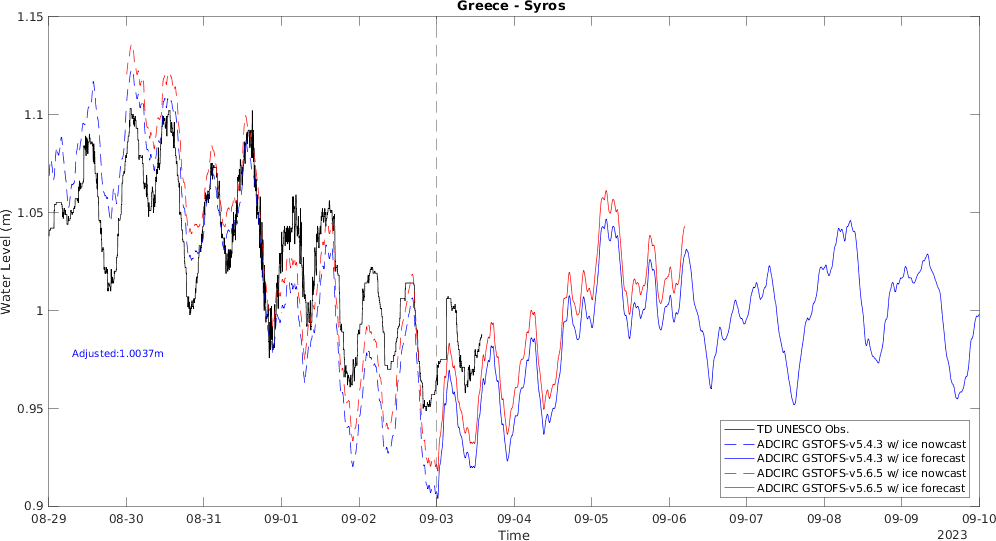 Greece - Syros
1.15
1.1
1.05
1
0.95
0.9
Water Level (m)
Adjusted:1.0037m
TD UNESCO Obs.
ADCIRC GSTOFS-v5.4.3 w/ ice nowcast
ADCIRC GSTOFS-v5.4.3 w/ ice forecast
ADCIRC GSTOFS-v5.6.5 w/ ice nowcast
ADCIRC GSTOFS-v5.6.5 w/ ice forecast
08-29 08-30 08-31 09-01 09-02 09-03 09-04 09-05 09-06 09-07 09-08 09-09 09-10
Time
2023